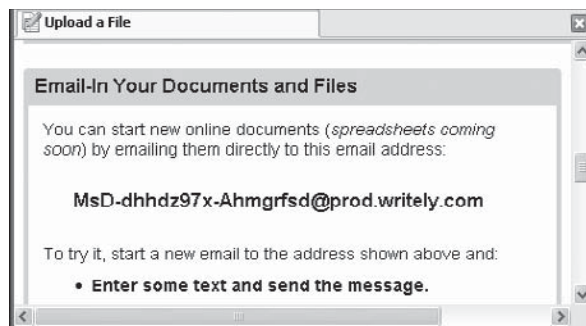 Upload a File
Email-In Your Documents and Files
You can start new online documents (spreadsheets coming
soon) by emailing them directly to this email address:
MsD-dhhdz97x-Ahmgrfsd@prod.writely.com
To try it, start a new email to the address shown above and:
• Enter some text and send the message.